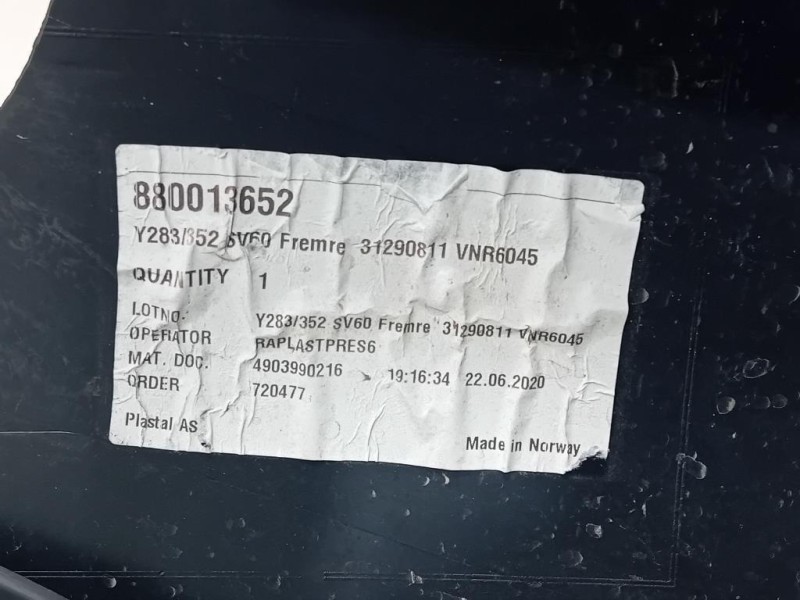 880013652
Y283/352 SV60 Fremre 31290811 VNR6045
QUANTITY 1
LOTNO.: Y283/352 SV60 Fremre 31290811 VNR6045
OPERATOR RAPLASTPRES6
MAT. DOC. 4903990216 19:16:34 22.06.2020
ORDER 720477
Plastal AS Made in Norway